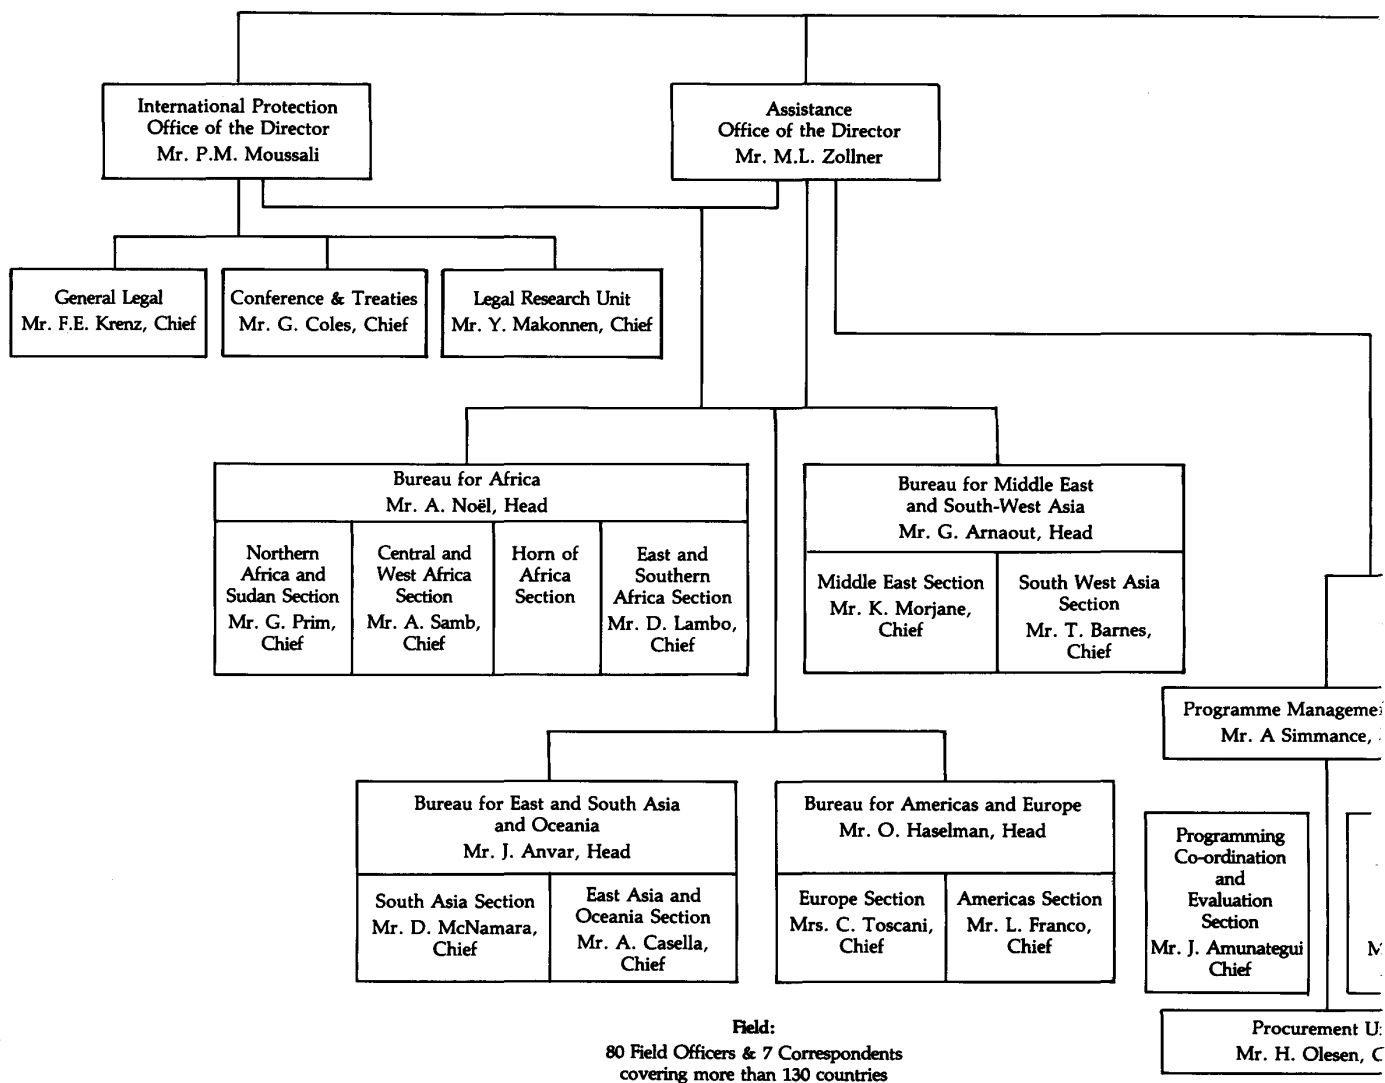 International Protection
Office of the Director
Mr. P.M. Moussali
Assistance
Office of the Director
Mr. M.L. Zollner
General Legal
Mr. F.E. Krenz, Chief
Conference & Treaties
Mr. G. Coles, Chief
Legal Research Unit
Mr. Y. Makonnen, Chief
Bureau for Africa
Mr. A. Noël, Head
Northern
Africa and
Sudan Section
Mr. G. Prim,
Chief
Central and
West Africa
Section
Mr. A. Samb,
Chief
Horn of
Africa
Section
East and
Southern
Africa Section
Mr. D. Lambo,
Chief
Bureau for Middle East
and South-West Asia
Mr. G. Arnaout, Head
Middle East Section
Mr. K. Morjane,
Chief
South West Asia
Section
Mr. T. Barnes,
Chief
Programme
Mr. A Simmance,
Bureau for East and South Asia
and Oceania
Mr. J. Anvar, Head
South Asia Section
Mr. D. McNamara,
Chief
East Asia and
Oceania Section
Mr. A. Casella,
Chief
Bureau for Americas and Europe
Mr. O. Haselman, Head
Europe Section
Mrs. C. Toscani,
Chief
Americas Section
Mr. L. Franco,
Chief
Programming
Co-ordination
and
Evaluation
Section
Mr. J. Amunategui
Chief
Procurement
Mr. H. Olesen,
Field:
80 Field Officers & 7 Correspondents
covering more than 130 countries